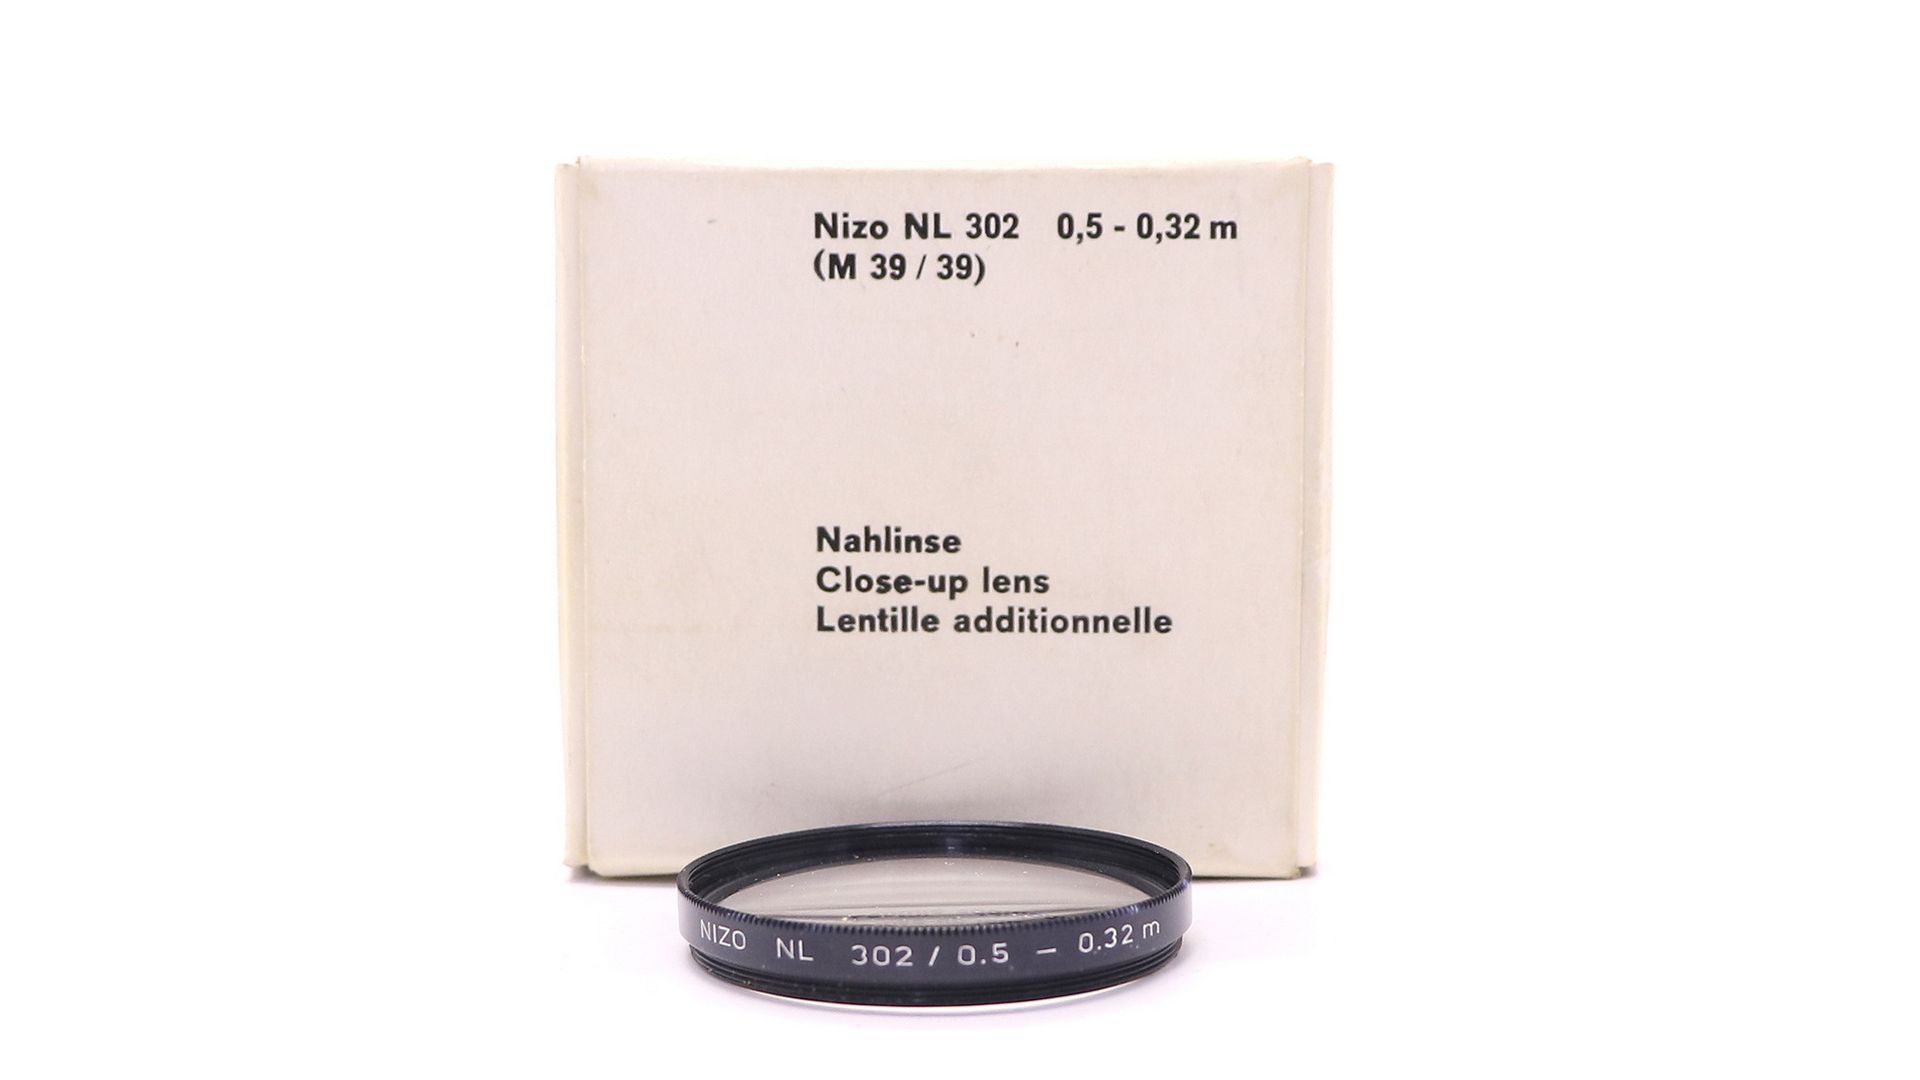 Nizo NL 302 0,5 - 0,32 m
(M 39 / 39)
Nahlinse
Close-up lens
Lentille additionnelle
NIZO NL 302 / 0.5 – 0.32 m